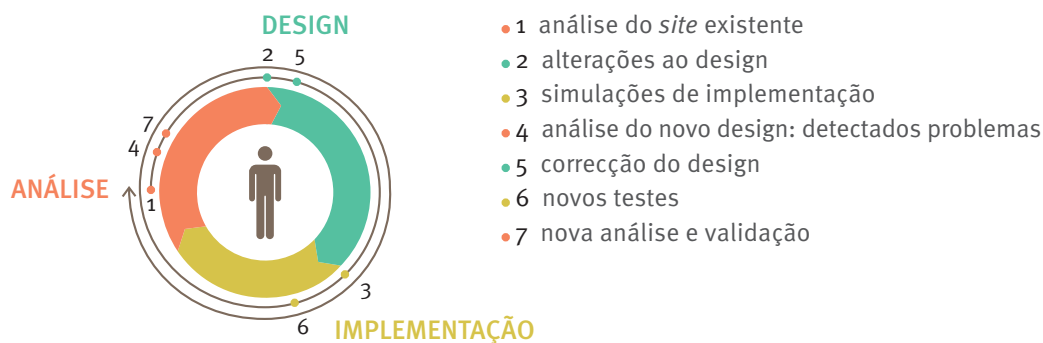 DESIGN
2 5
7
4
ANÁLISE
1
3
6
IMPLEMENTAÇÃO
1 análise do site existente
2 alterações ao design
3 simulações de implementação
4 análise do novo design: detectados problemas
5 correcção do design
6 novos testes
7 nova análise e validação